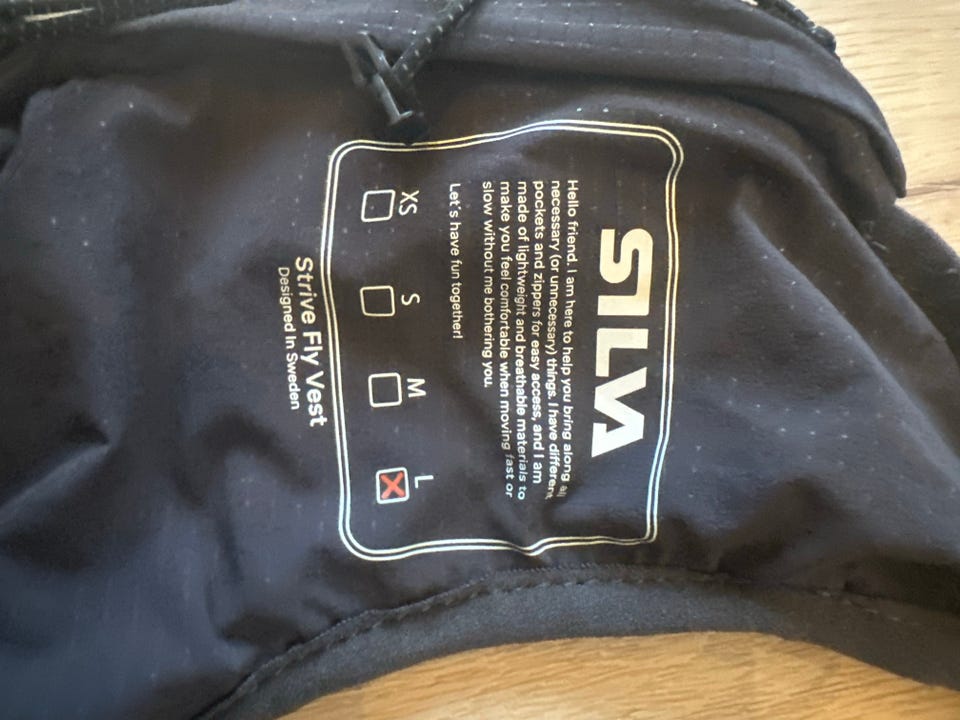 SILVA
Hello friend. I am here to help you bring along all
necessary (or unnecessary) things. I have different
pockets and zippers for easy access, and I am
made of lightweight and breathable materials to
make you feel comfortable when moving fast or
slow without me bothering you.
Let's have fun together!
XS S M L
Strive Fly Vest
Designed In Sweden